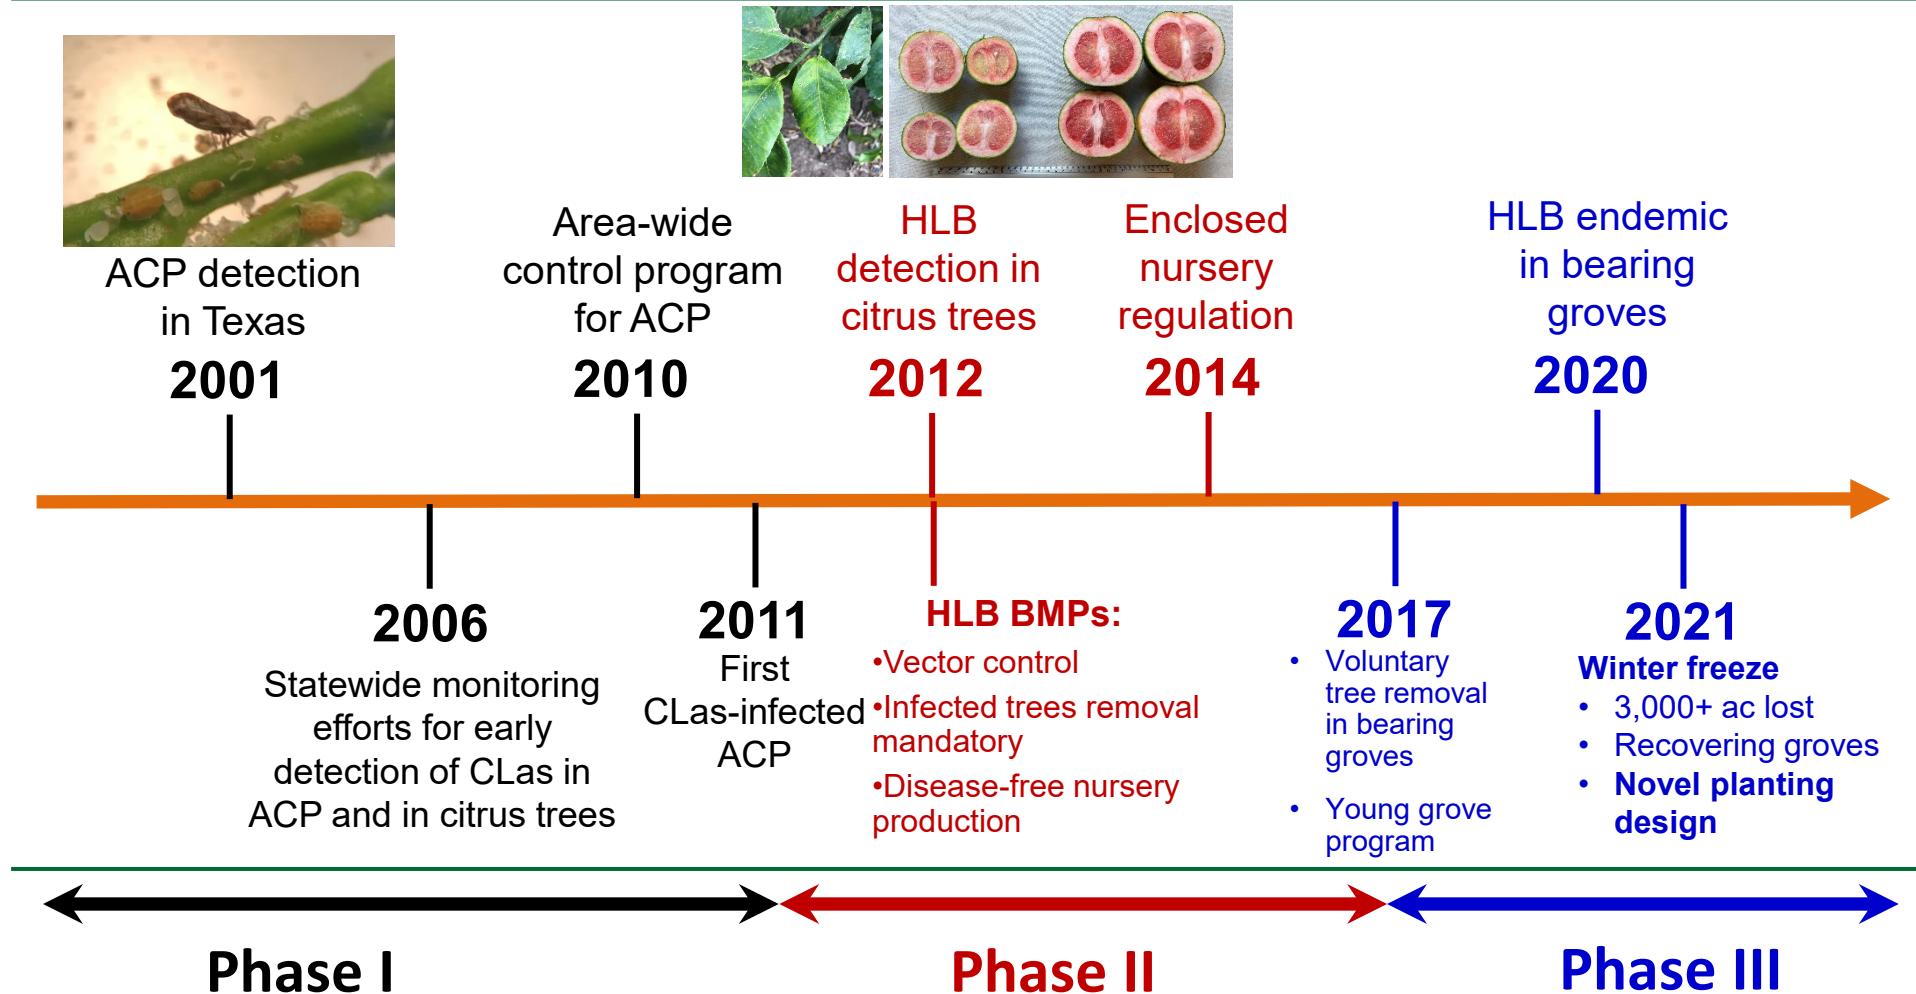 ACP detection
in Texas
2001
Area-wide
control program
for ACP
2010
HLB
detection in
citrus trees
2012
Enclosed
nursery
regulation
2014
HLB endemic
in bearing
groves
2020
2006
Statewide monitoring
efforts for early
detection of CLas in
ACP and in citrus trees
2011
First
CLas-infected
ACP
HLB BMPs:
•Vector control
•Infected trees removal
mandatory
•Disease-free nursery
production
2017
• Voluntary
tree removal
in bearing
groves
• Young grove
program
2021
Winter freeze
• 3,000+ ac lost
• Recovering groves
• Novel planting
design
Phase I
Phase II
Phase III